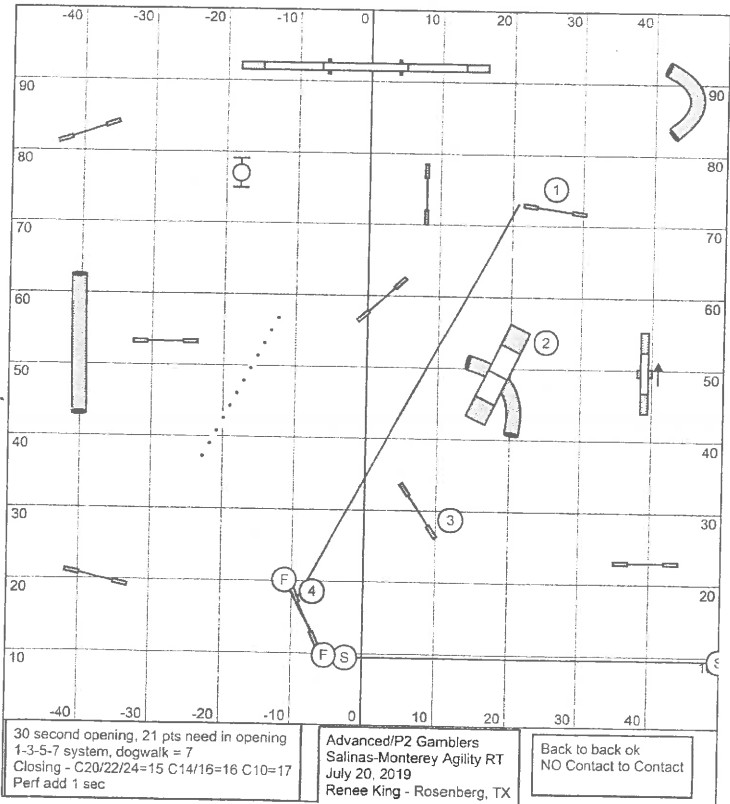 -40 -30 -20 -10 0 10 20 30 40
90 90
80 80
1
70 70
60 60
2
50 50
40 40
30 3 30
20 F 4 20
10 F S 1 S
-40 -30 -20 -10 0 10 20 30 40
30 second opening, 21 pts need in opening
1-3-5-7 system, dogwalk = 7
Closing - C20/22/24=15 C14/16=16 C10=17
Perf add 1 sec
Advanced/P2 Gamblers
Salinas-Monterey Agility RT
July 20, 2019
Renee King - Rosenberg, TX
Back to back ok
NO Contact to Contact